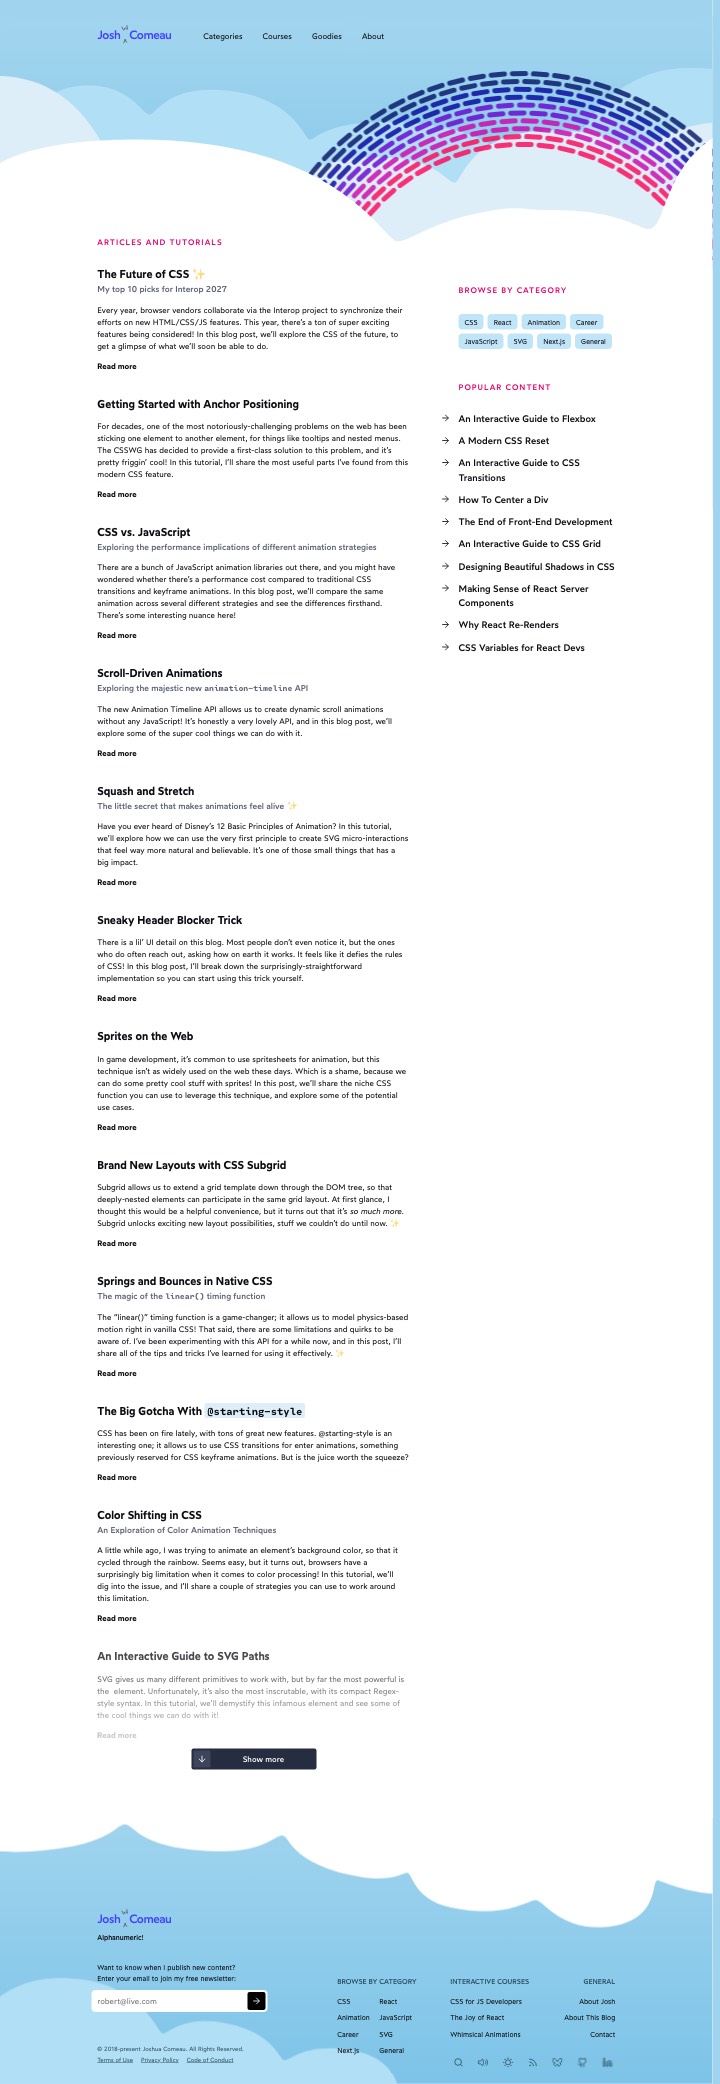 Josh Comeau
wi
Categories
Courses
Goodies
About
ARTICLES AND TUTORIALS
The Future of CSS ✨
My top 10 picks for Interop 2027
Every year, browser vendors collaborate via the Interop project to synchronize their
efforts on new HTML/CSS/JS features. This year, there's a ton of super exciting
features being considered! In this blog post, we'll explore the CSS of the future, to
get a glimpse of what we'll soon be able to do.
Read more
Getting Started with Anchor Positioning
For decades, one of the most notoriously-challenging problems on the web has been
sticking one element to another element, for things like tooltips and nested menus.
The CSSWG has decided to provide a first-class solution to this problem, and it's
pretty friggin' cool! In this tutorial, I'll share the most useful parts I've found from this
modern CSS feature.
Read more
CSS vs. JavaScript
Exploring the performance implications of different animation strategies
There are a bunch of JavaScript animation libraries out there, and you might have
wondered whether there's a performance cost compared to traditional CSS
transitions and keyframe animations. In this blog post, we'll compare the same
animation across several different strategies and see the differences firsthand.
There's some interesting nuance here!
Read more
Scroll-Driven Animations
Exploring the majestic new animation-timeline API
The new Animation Timeline API allows us to create dynamic scroll animations
without any JavaScript! It's honestly a very lovely API, and in this blog post, we'll
explore some of the super cool things we can do with it.
Read more
Squash and Stretch
The little secret that makes animations feel alive ✨
Have you ever heard of Disney's 12 Basic Principles of Animation? In this tutorial,
we'll explore how we can use the very first principle to create SVG micro-interactions
that feel way more natural and believable. It's one of those small things that has a
big impact.
Read more
Sneaky Header Blocker Trick
There is a lil' UI detail on this blog. Most people don't even notice it, but the ones
who do often reach out, asking how on earth it works. It feels like it defies the rules
of CSS! In this blog post, I'll break down the surprisingly-straightforward
implementation so you can start using this trick yourself.
Read more
Sprites on the Web
In game development, it's common to use spritesheets for animation, but this
technique isn't as widely used on the web these days. Which is a shame, because we
can do some pretty cool stuff with sprites! In this post, we'll share the niche CSS
function you can use to leverage this technique, and explore some of the potential
use cases.
Read more
Brand New Layouts with CSS Subgrid
Subgrid allows us to extend a grid template down through the DOM tree, so that
deeply-nested elements can participate in the same grid layout. At first glance, I
thought this would be a helpful convenience, but it turns out that it's so much more.
Subgrid unlocks exciting new layout possibilities, stuff we couldn't do until now. ✨
Read more
Springs and Bounces in Native CSS
The magic of the linear() timing function
The “linear()” timing function is a game-changer; it allows us to model physics-based
motion right in vanilla CSS! That said, there are some limitations and quirks to be
aware of. I've been experimenting with this API for a while now, and in this post, I'll
share all of the tips and tricks I've learned for using it effectively. ✨
Read more
The Big Gotcha With @starting-style
CSS has been on fire lately, with tons of great new features. @starting-style is an
interesting one; it allows us to use CSS transitions for enter animations, something
previously reserved for CSS keyframe animations. But is the juice worth the squeeze?
Read more
Color Shifting in CSS
An Exploration of Color Animation Techniques
A little while ago, I was trying to animate an element's background color, so that it
cycled through the rainbow. Seems easy, but it turns out, browsers have a
surprisingly big limitation when it comes to color processing! In this tutorial, we'll
dig into the issue, and I'll share a couple of strategies you can use to work around
this limitation.
Read more
An Interactive Guide to SVG Paths
SVG gives us many different primitives to work with, but by far the most powerful is
the element. Unfortunately, it's also the most inscrutable, with its compact Regex-
style syntax. In this tutorial, we'll demystify this infamous element and see some of
the cool things we can do with it!
Read more
Show more
BROWSE BY CATEGORY
CSS
React
Animation
Career
JavaScript
SVG
Next.js
General
POPULAR CONTENT
An Interactive Guide to Flexbox
A Modern CSS Reset
An Interactive Guide to CSS
Transitions
How To Center a Div
The End of Front-End Development
An Interactive Guide to CSS Grid
Designing Beautiful Shadows in CSS
Making Sense of React Server
Components
Why React Re-Renders
CSS Variables for React Devs
Josh Comeau
wi
Alphanumeric!
Want to know when I publish new content?
Enter your email to join my free newsletter:
robert@live.com
© 2018-present Joshua Comeau. All Rights Reserved.
Terms of Use
Privacy Policy
Code of Conduct
BROWSE BY CATEGORY
CSS
React
Animation
JavaScript
Career
SVG
Next.js
General
INTERACTIVE COURSES
CSS for JS Developers
The Joy of React
Whimsical Animations
GENERAL
About Josh
About This Blog
Contact